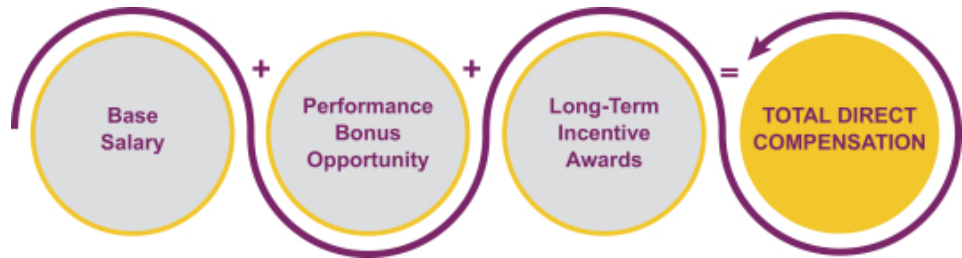 Base
Salary
+
Performance
Bonus
Opportunity
+
Long-Term
Incentive
Awards
=
TOTAL DIRECT
COMPENSATION